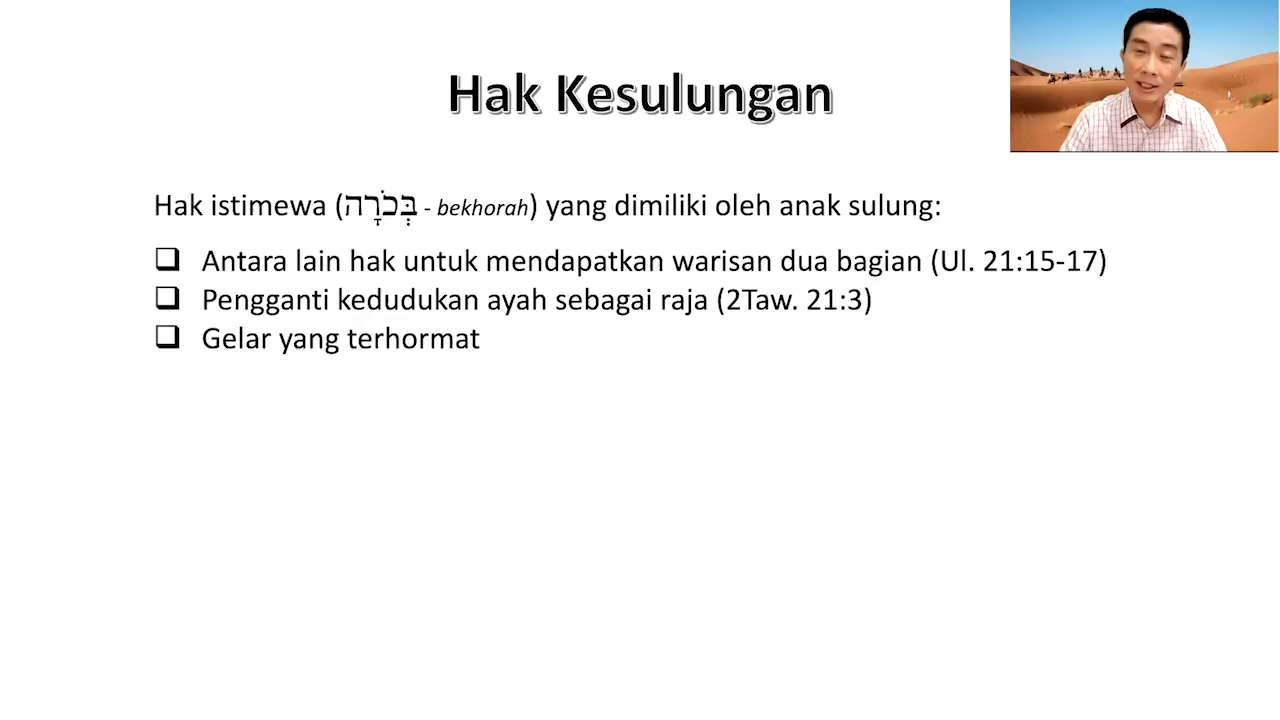 Hak Kesulungan
Hak istimewa (בְּכֹרָה - bekhorah) yang dimiliki oleh anak sulung:
❑ Antara lain hak untuk mendapatkan warisan dua bagian (Ul. 21:15-17)
❑ Pengganti kedudukan ayah sebagai raja (2Taw. 21:3)
❑ Gelar yang terhormat